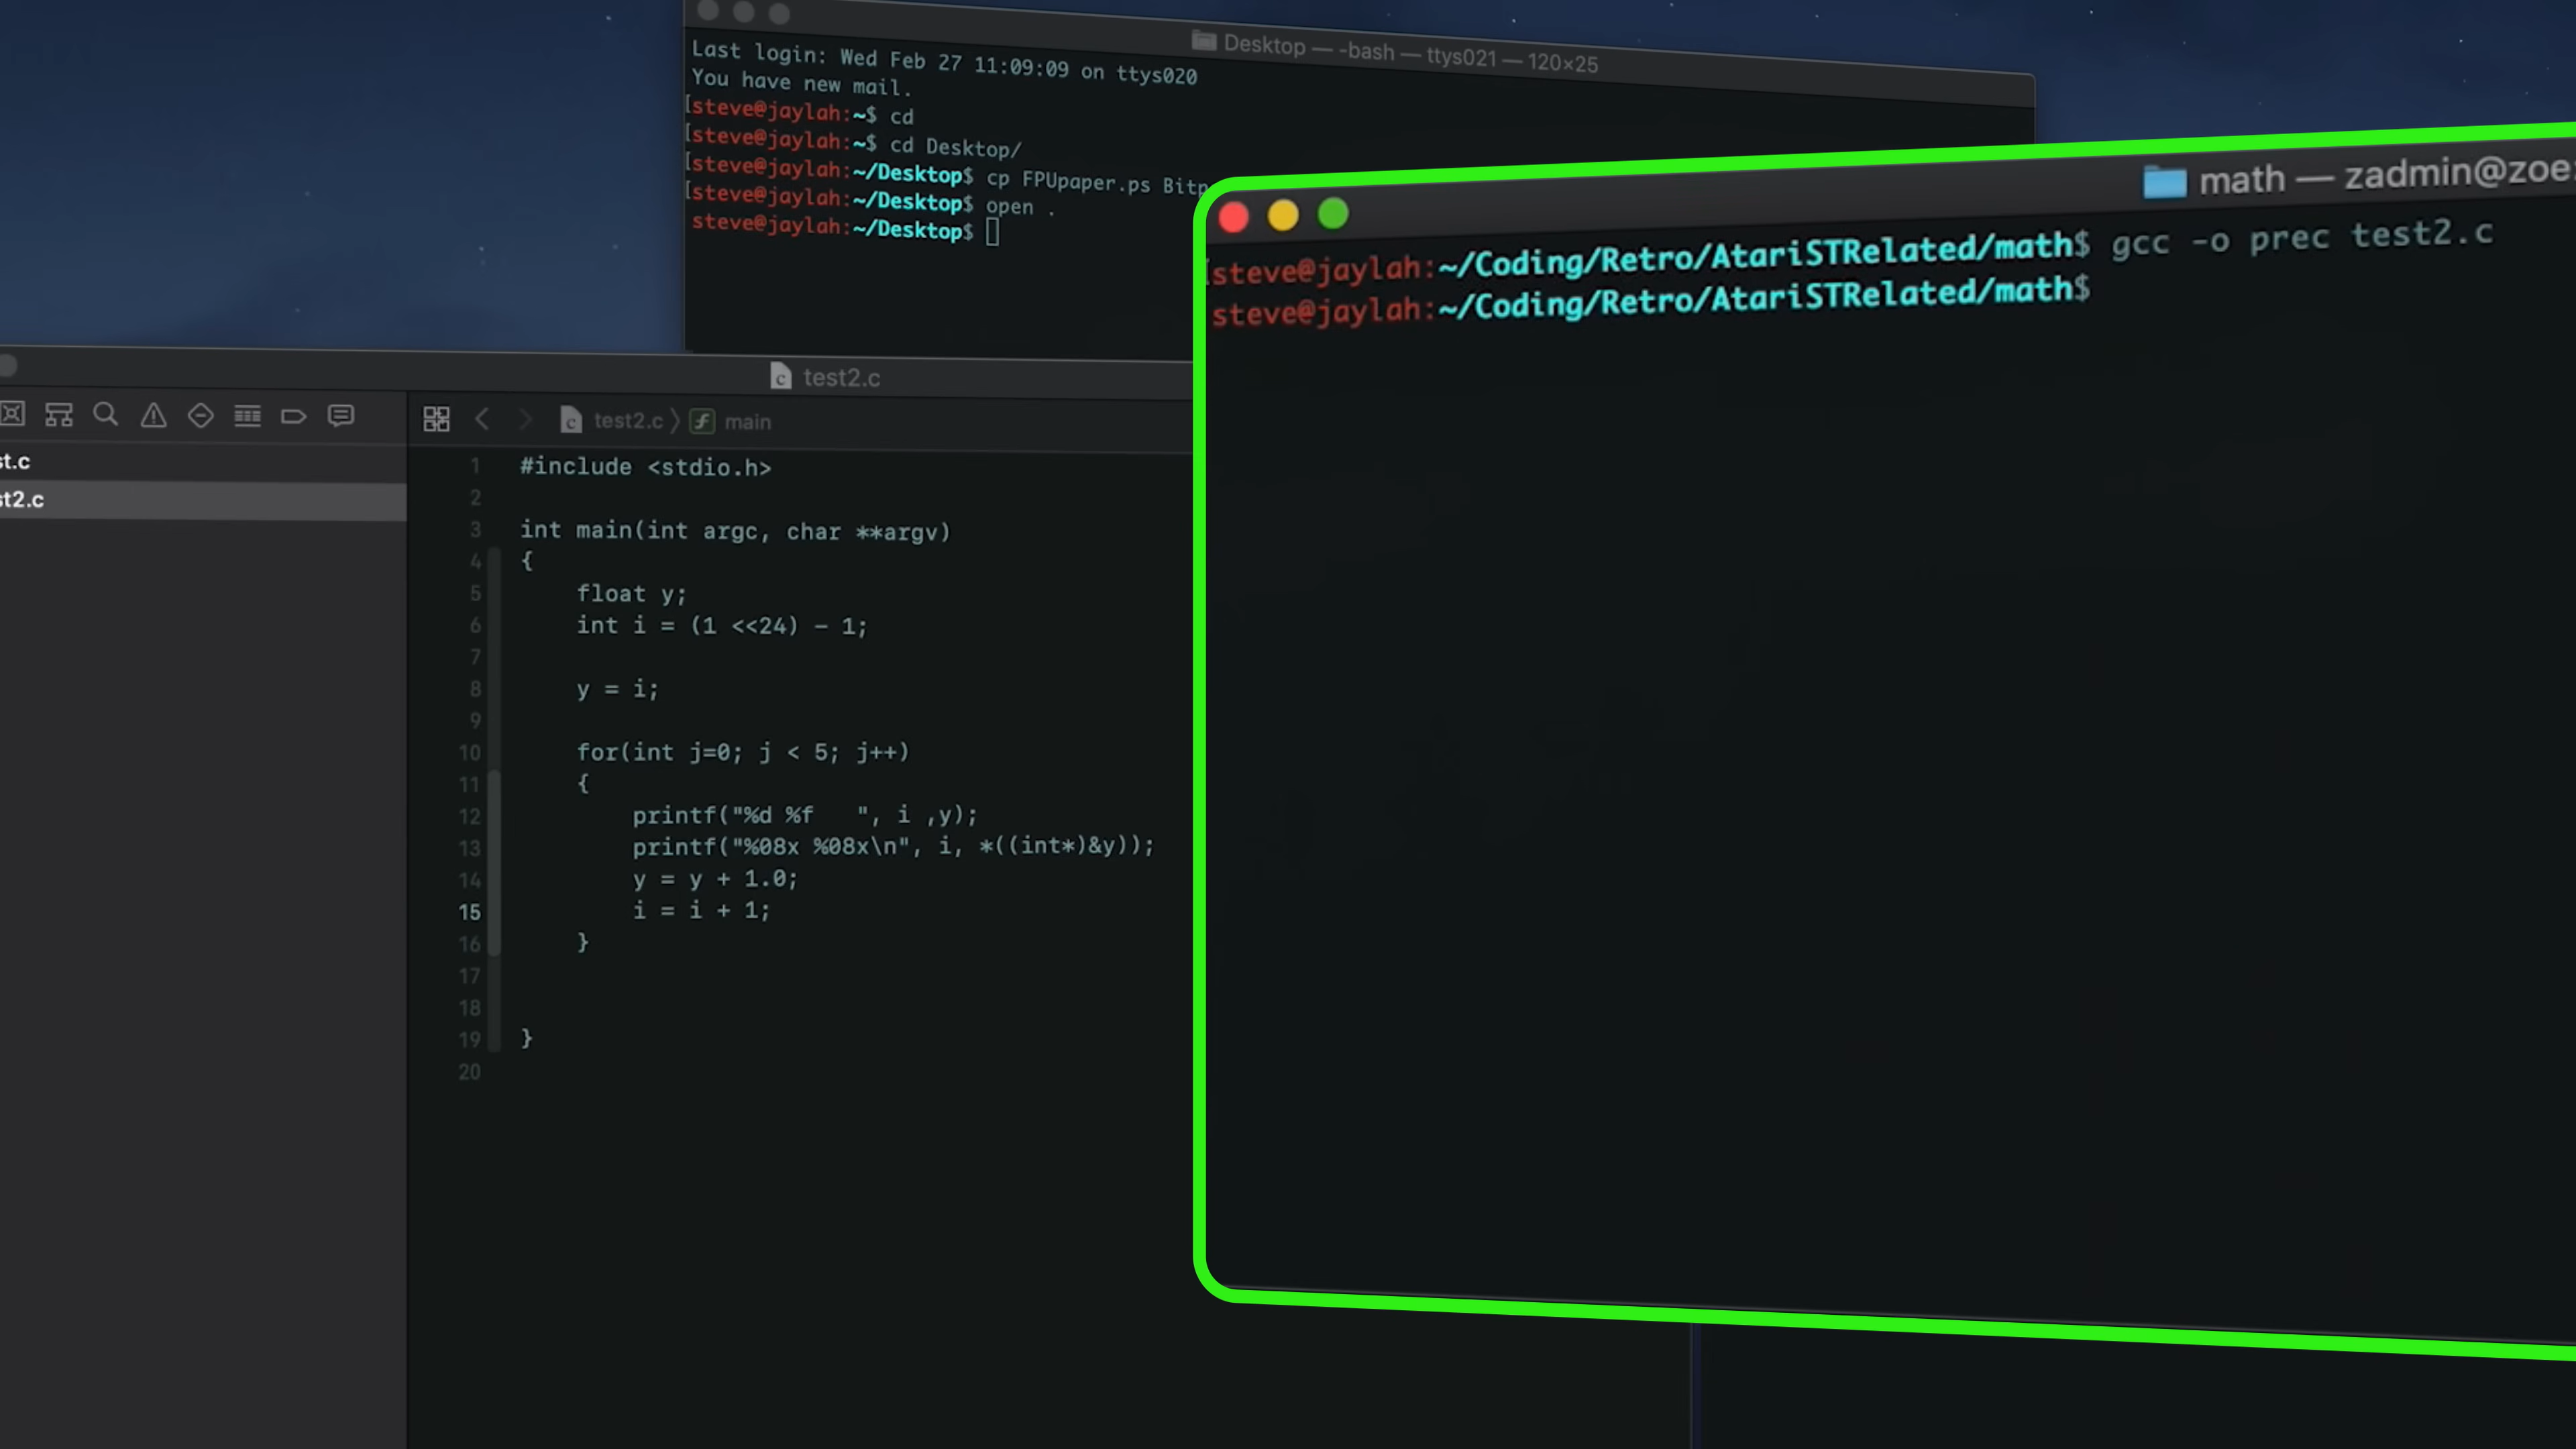 Desktop — -bash — ttys021 — 120×25
Last login: Wed Feb 27 11:09:09 on ttys020
You have new mail.
[steve@jaylah:~$ cd
[steve@jaylah:~$ cd Desktop/
[steve@jaylah:~/Desktop$ cp FPUpaper.ps
[steve@jaylah:~/Desktop$ open .
steve@jaylah:~/Desktop$
math — zadmin@zoe
[steve@jaylah:~/Coding/Retro/AtariSTRelated/math$ gcc -o prec test2.c
steve@jaylah:~/Coding/Retro/AtariSTRelated/math$
test2.c
test2.c 〉 f main
st.c
st2.c
1 #include <stdio.h>
2
3 int main(int argc, char **argv)
4 {
5 float y;
6 int i = (1 <<24) - 1;
7
8 y = i;
9
10 for(int j=0; j < 5; j++)
11 {
12 printf("%d %f   ", i ,y);
13 printf("%08x %08x\n", i, *((int*)&y));
14 y = y + 1.0;
15 i = i + 1;
16 }
17
18
19 }
20